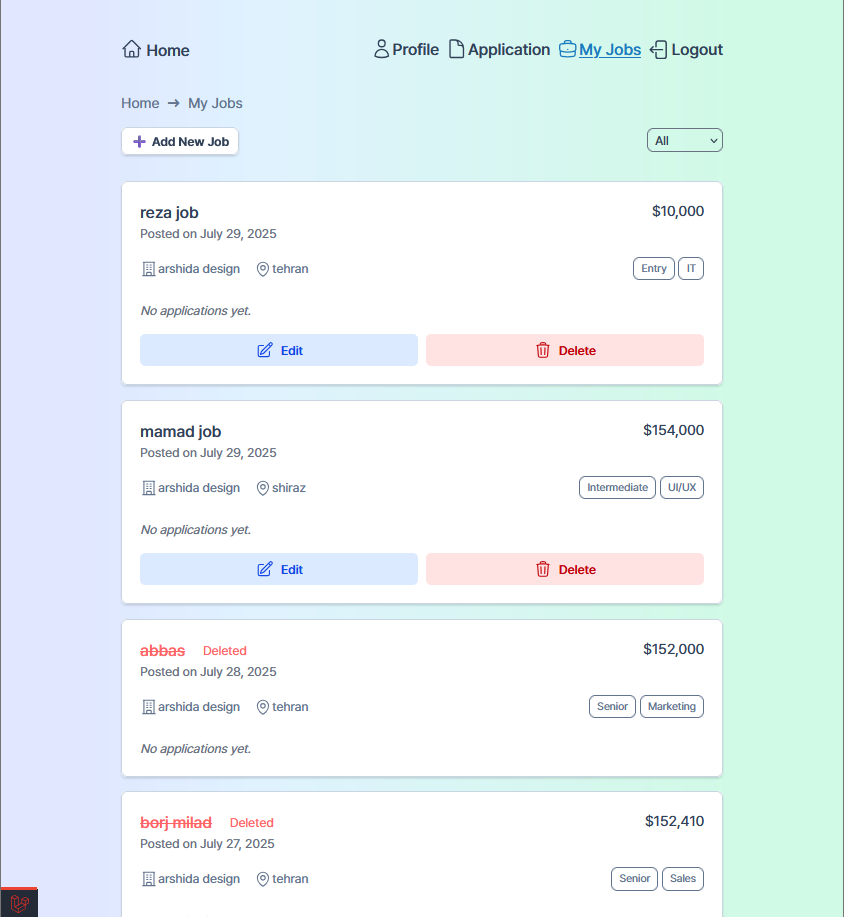 Home Profile Application My Jobs Logout
Home → My Jobs
Add New Job All
reza job $10,000
Posted on July 29, 2025
arshida design tehran Entry IT
No applications yet.
Edit Delete
mamad job $154,000
Posted on July 29, 2025
arshida design shiraz Intermediate UI/UX
No applications yet.
Edit Delete
abbas Deleted $152,000
Posted on July 28, 2025
arshida design tehran Senior Marketing
No applications yet.
borj milad Deleted $152,410
Posted on July 27, 2025
arshida design tehran Senior Sales